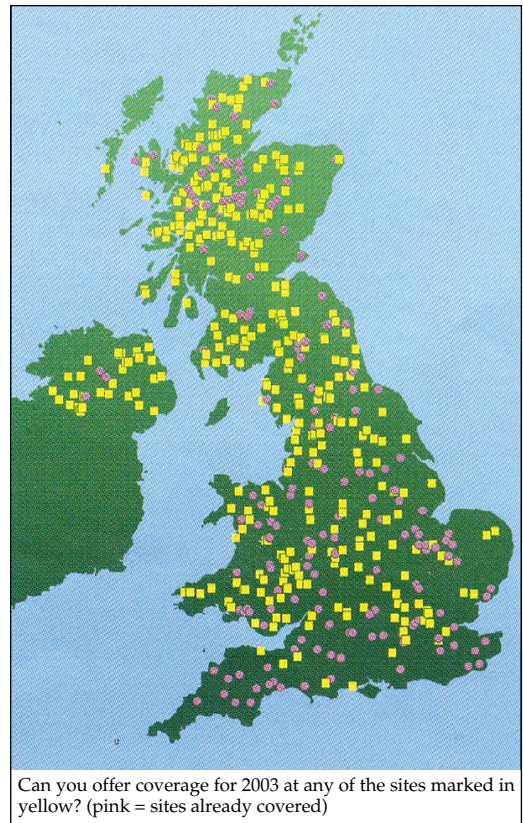 Can you offer coverage for 2003 at any of the sites marked in
yellow? (pink = sites already covered)